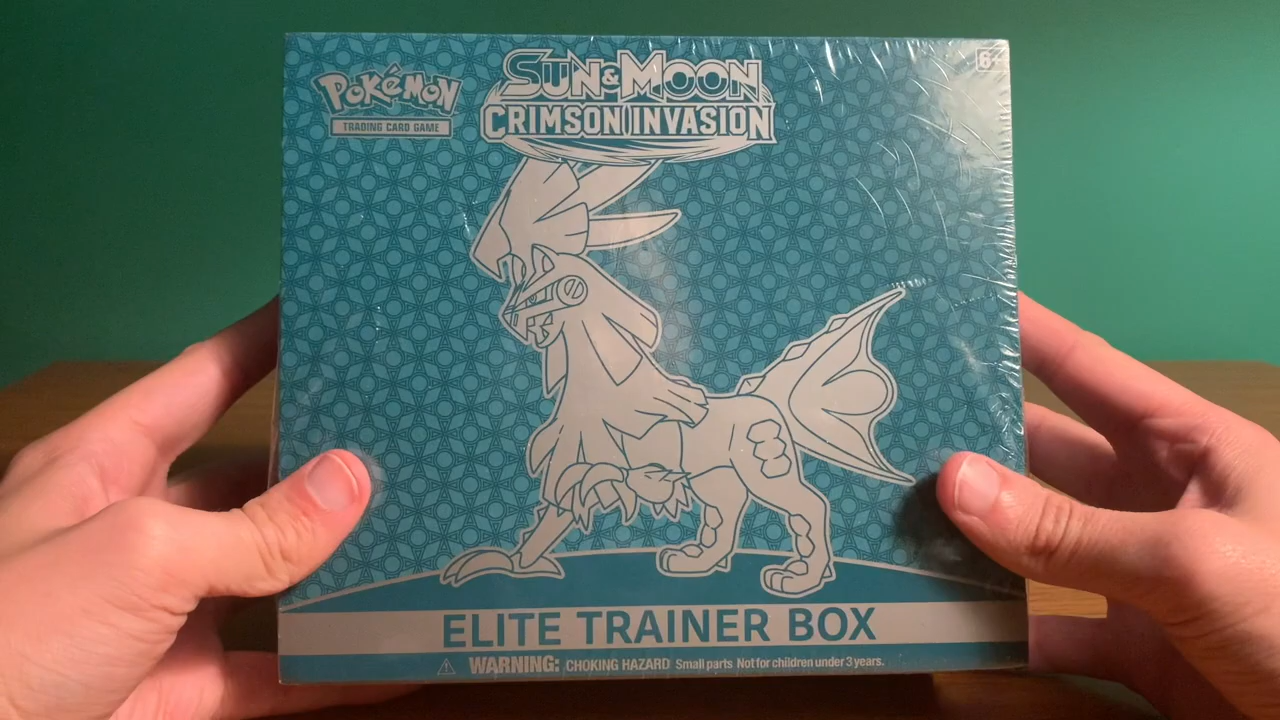 Pokémon
TRADING CARD GAME
SUN & MOON
CRIMSON INVASION
6+
ELITE TRAINER BOX
⚠ WARNING: CHOKING HAZARD Small parts Not for children under 3 years.